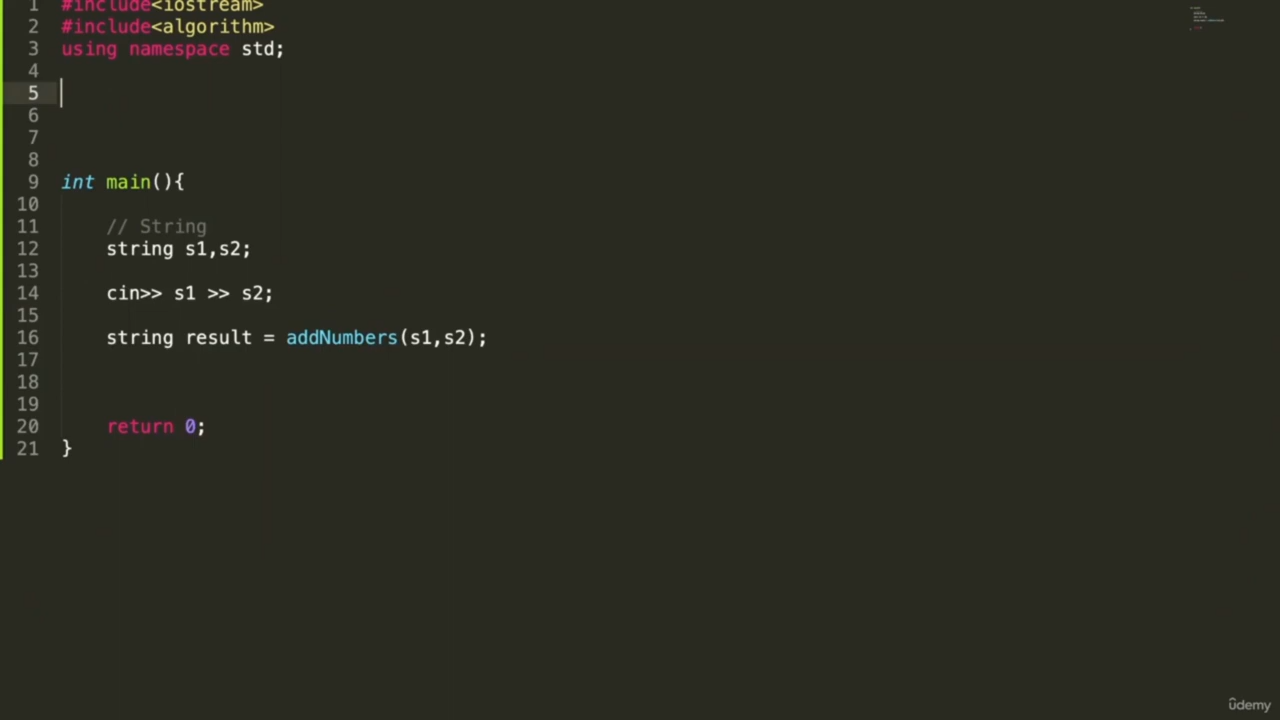 1 #include<iostream>
2 #include<algorithm>
3 using namespace std;
4
5
6
7
8
9 int main(){
10
11 // String
12 string s1,s2;
13
14 cin>> s1 >> s2;
15
16 string result = addNumbers(s1,s2);
17
18
19
20 return 0;
21 }
ûdemy